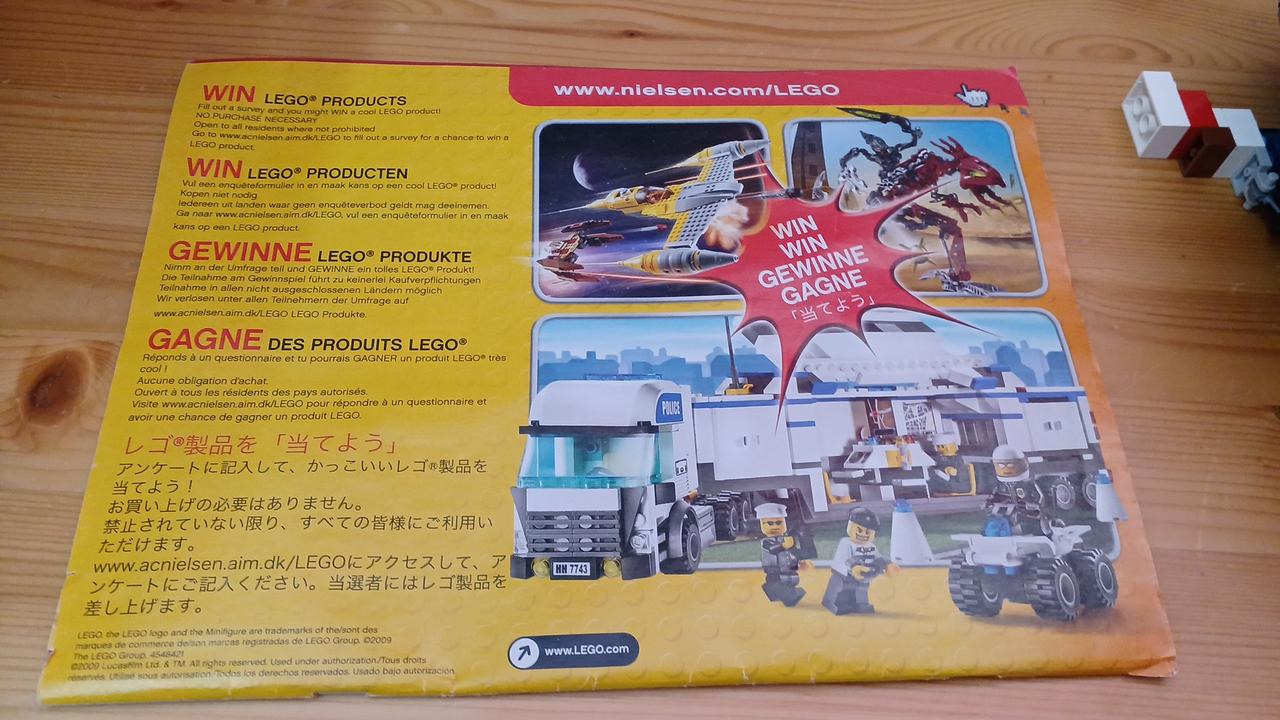 WIN LEGO® PRODUCTS
Fill out a survey and you might WIN a cool LEGO® product!
NO PURCHASE NECESSARY
Open to all residents where not prohibited
Go to www.acnielsen.aim.dk/LEGO to fill out a survey for a chance to win a
LEGO product.
WIN LEGO® PRODUCTEN
Vul een enquêteformulier in en maak kans op een cool LEGO® product!
Kopen niet nodig
Iedereen uit landen waar geen enquêteverbod geldt mag deelnemen.
Ga naar www.acnielsen.aim.dk/LEGO, vul een enquêteformulier in en maak
kans op een LEGO product.
GEWINNE LEGO® PRODUKTE
Nimm an der Umfrage teil und GEWINNE ein tolles LEGO® Produkt!
Die Teilnahme am Gewinnspiel führt zu keinerlei Kaufverpflichtungen
Teilnahme in allen nicht ausgeschlossenen Ländern möglich
Wir verlosen unter allen Teilnehmern der Umfrage auf
www.acnielsen.aim.dk/LEGO LEGO Produkte.
GAGNE DES PRODUITS LEGO®
Réponds à un questionnaire et tu pourrais GAGNER un produit LEGO® très
cool !
Aucune obligation d'achat.
Ouvert à tous les résidents des pays autorisés.
Visite www.acnielsen.aim.dk/LEGO pour répondre à un questionnaire et
avoir une chance de gagner un produit LEGO.
レゴ®製品を「当てよう」
アンケートに記入して、かっこいいレゴ®製品を
当てよう！
お買い上げの必要はありません。
禁止されていない限り、すべての皆様にご利用い
ただけます。
www.acnielsen.aim.dk/LEGOにアクセスして、ア
ンケートにご記入ください。当選者にはレゴ製品を
差し上げます。
LEGO, the LEGO logo and the Minifigure are trademarks of the/sont des
marques de commerce de/son marcas registradas de LEGO Group. ©2009
The LEGO Group. 4548421
©2009 Lucasfilm Ltd. & TM. All rights reserved. Used under authorization./Tous droits
réservés. Utilisé sous autorisation./Todos los derechos reservados. Usado bajo autorización.
www.nielsen.com/LEGO
WIN
WIN
GEWINNE
GAGNE
「当てよう」
POLICE
HN 7743
www.LEGO.com